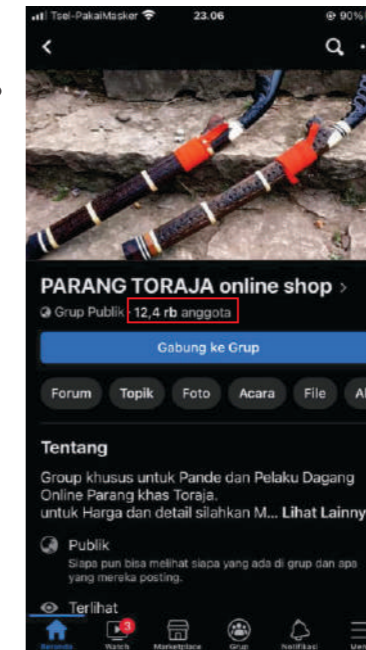 Tsel-PakaiMasker 23.06 90%
PARANG TORAJA online shop >
Grup Publik · 12,4 rb anggota
Gabung ke Grup
Forum Topik Foto Acara File
Tentang
Group khusus untuk Pande dan Pelaku Dagang
Online Parang khas Toraja.
untuk Harga dan detail silahkan M... Lihat Lainny
Publik
Siapa pun bisa melihat siapa yang ada di grup dan apa
yang mereka posting.
Terlihat
3
Beranda Watch Marketplace Grup Notifikasi